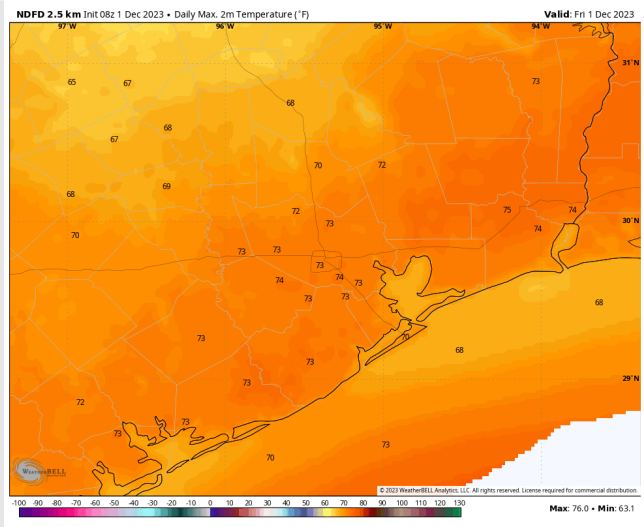 NDFD 2.5 km Init 08z 1 Dec 2023 • Daily Max. 2m Temperature (°F)
Valid: Fri 1 Dec 2023
97°W 96°W 95°W 94°W
31°N
65 67 73
68
68
67
70 72
69
68
72 75 74
30°N
73 74
70
73 73
73
74 74 73
73 73
68
70
73
68
73
29°N
73
72
73
73
73
70
WEATHERBELL
© 2023 WeatherBELL Analytics, LLC. All rights reserved. License required for commercial distribution.
-100 -90 -80 -70 -60 -50 -40 -30 -20 -10 0 10 20 30 40 50 60 70 80 90 100 110 120 130
Max: 76.0 • Min: 63.1